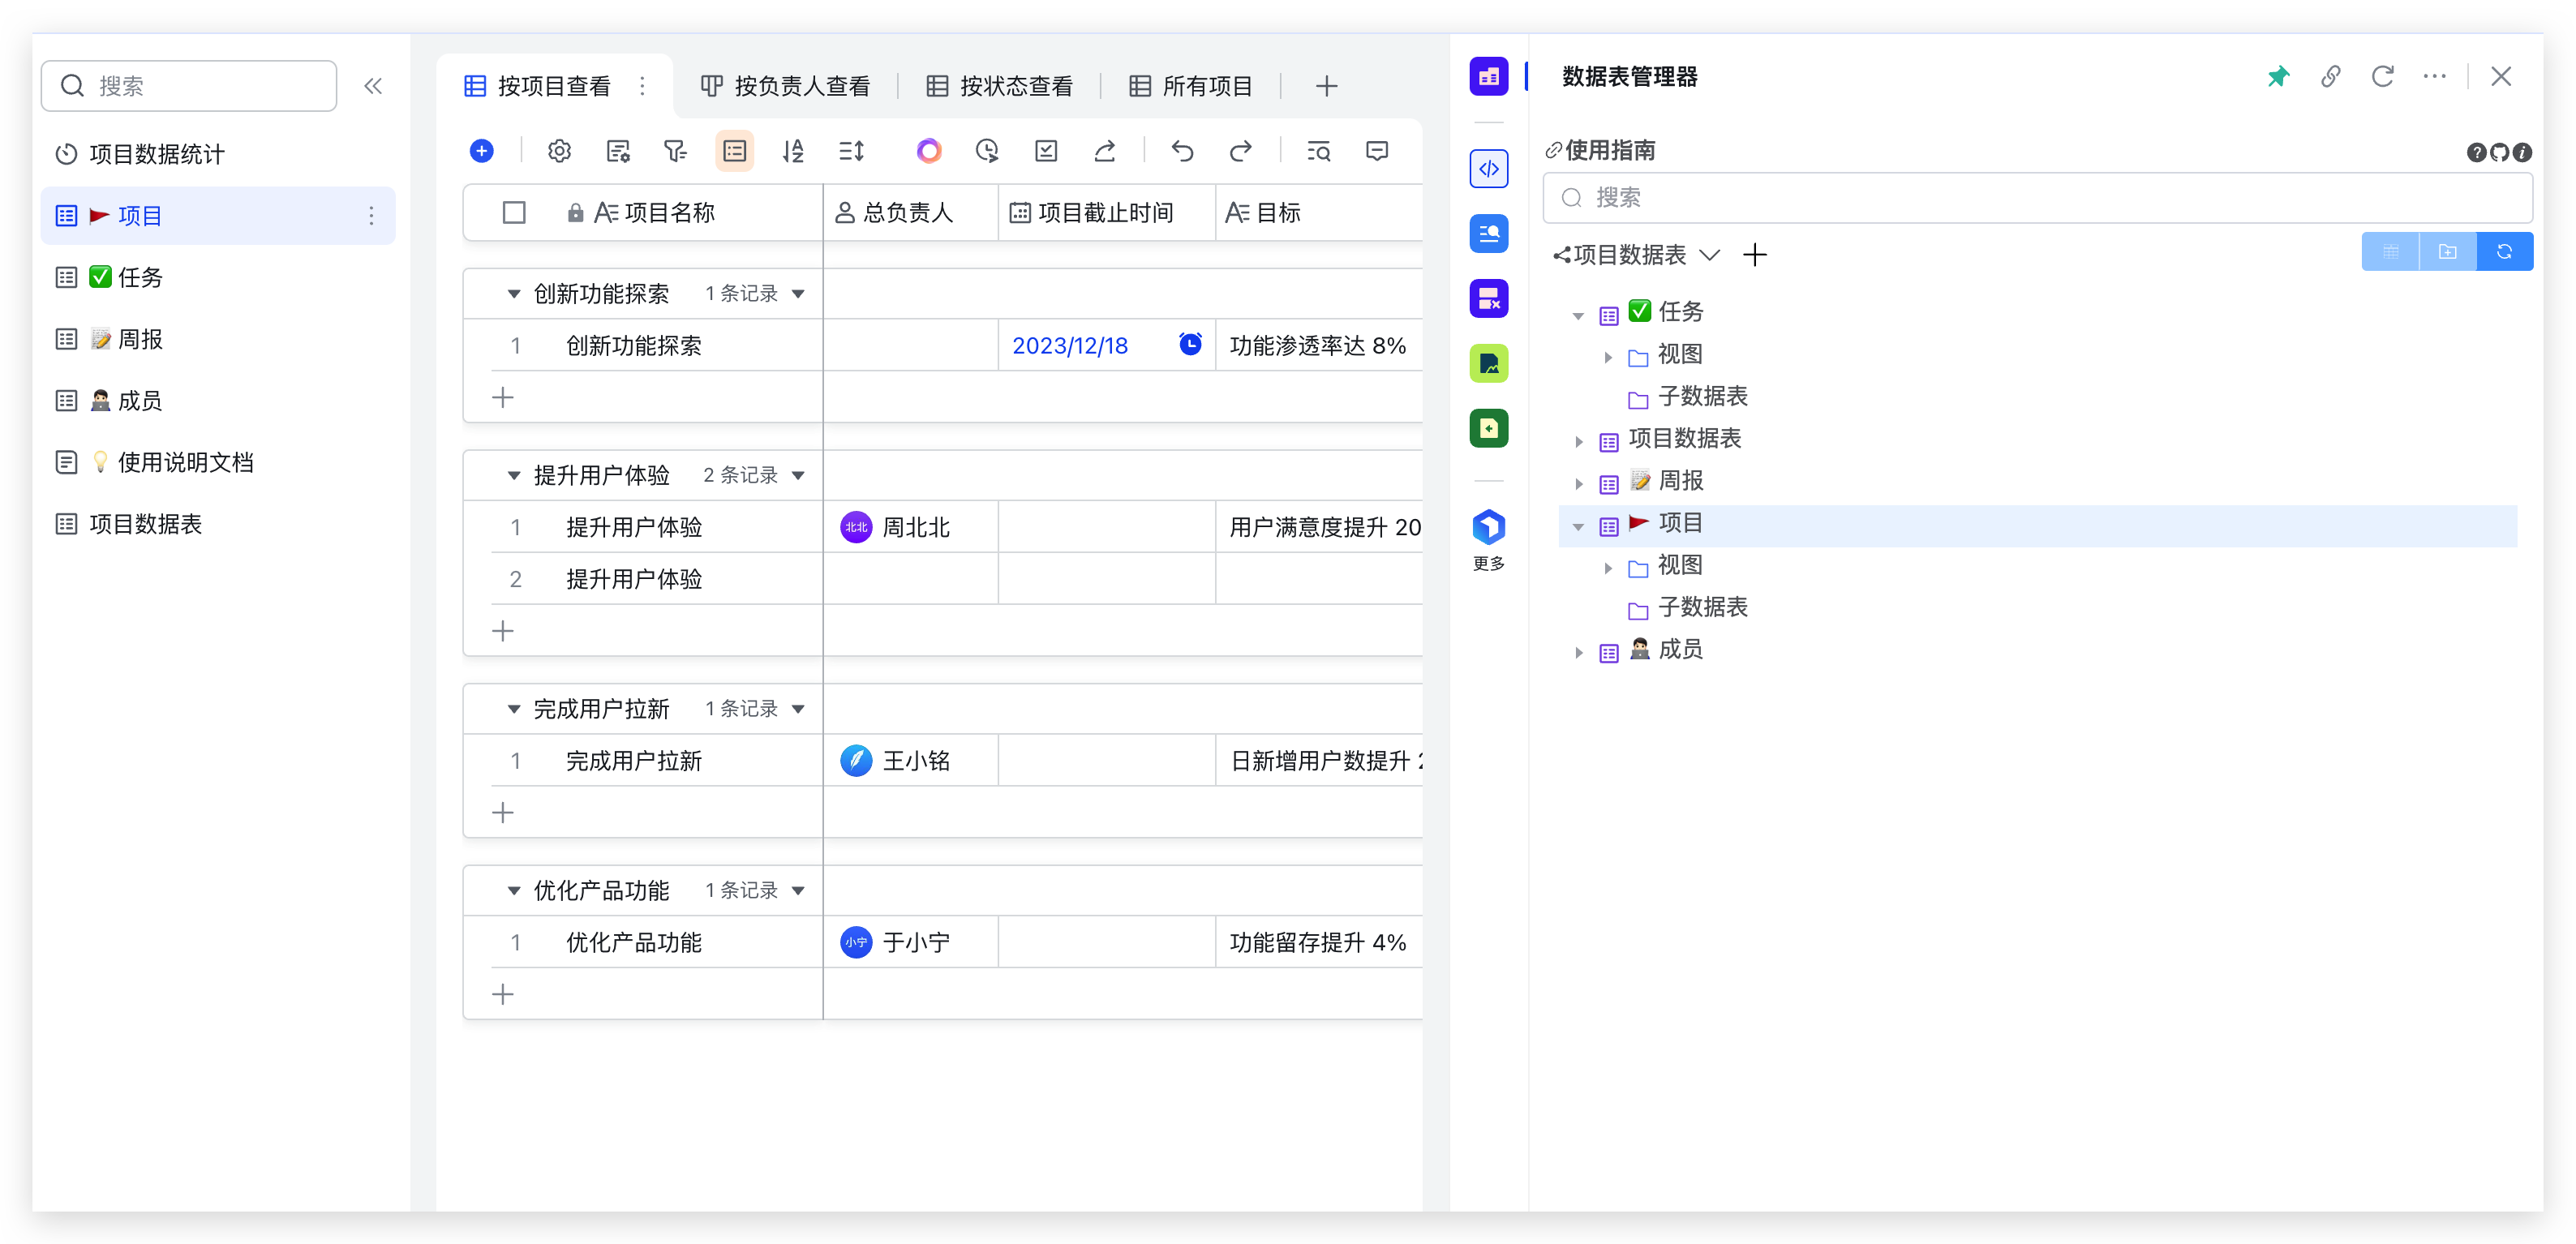 搜索
项目数据统计
项目
任务
周报
成员
使用说明文档
项目数据表
按项目查看
按负责人查看
按状态查看
所有项目
项目名称 总负责人 项目截止时间 目标
创新功能探索 1 条记录
1 创新功能探索 2023/12/18 功能渗透率达 8%
提升用户体验 2 条记录
1 提升用户体验 北北 周北北 用户满意度提升 20
2 提升用户体验
完成用户拉新 1 条记录
1 完成用户拉新 王小铭 日新增用户数提升
优化产品功能 1 条记录
1 优化产品功能 小宁 于小宁 功能留存提升 4%
更多
数据表管理器
使用指南
搜索
项目数据表
任务
视图
子数据表
项目数据表
周报
项目
视图
子数据表
成员